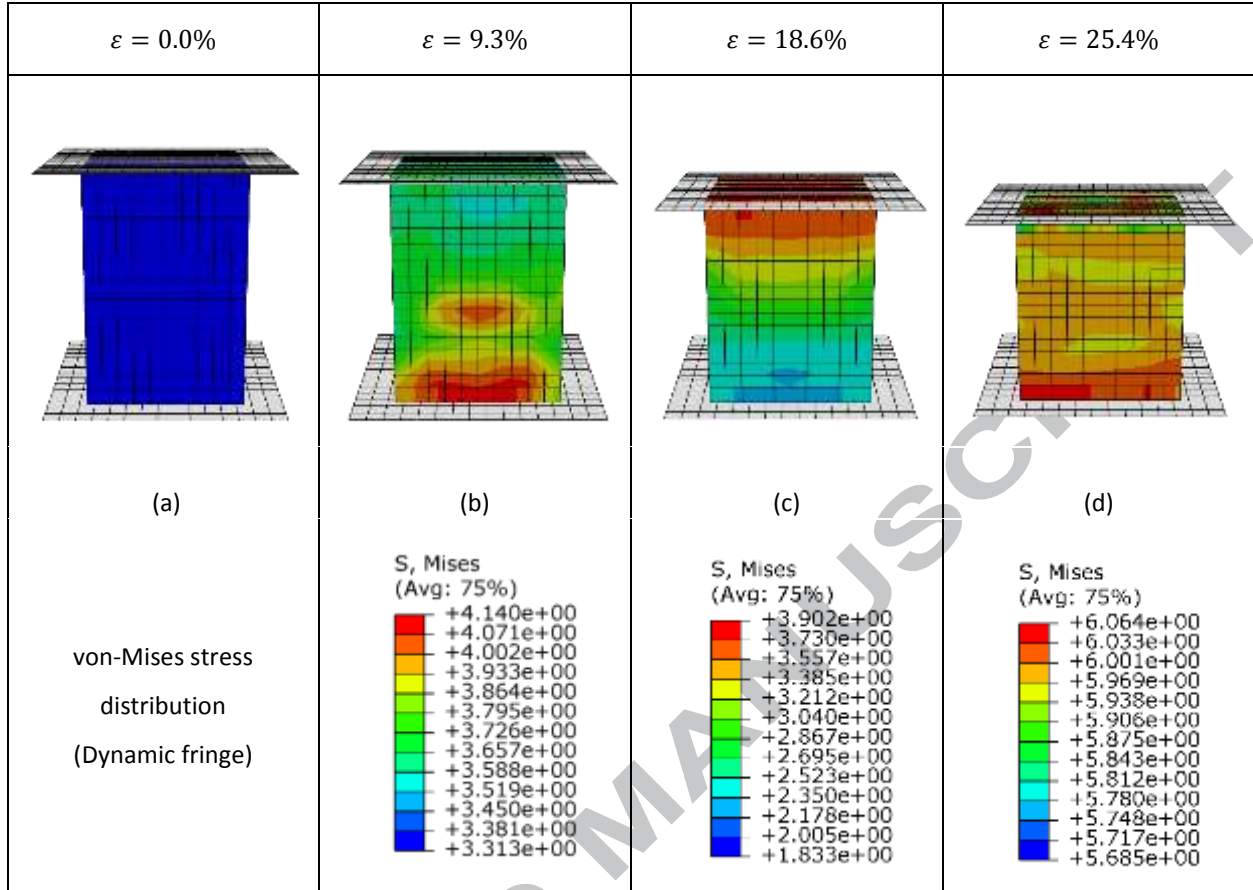 ε = 0.0%
ε = 9.3%
ε = 18.6%
ε = 25.4%
(a)
(b)
(c)
(d)
von-Mises stress
distribution
(Dynamic fringe)
S, Mises
(Avg: 75%)
+4.140e+00
+4.071e+00
+4.002e+00
+3.933e+00
+3.864e+00
+3.795e+00
+3.726e+00
+3.657e+00
+3.588e+00
+3.519e+00
+3.450e+00
+3.381e+00
+3.313e+00
S, Mises
(Avg: 75%)
+3.902e+00
+3.730e+00
+3.557e+00
+3.385e+00
+3.212e+00
+3.040e+00
+2.867e+00
+2.695e+00
+2.523e+00
+2.350e+00
+2.178e+00
+2.005e+00
+1.833e+00
S, Mises
(Avg: 75%)
+6.064e+00
+6.033e+00
+6.001e+00
+5.969e+00
+5.938e+00
+5.906e+00
+5.875e+00
+5.843e+00
+5.812e+00
+5.780e+00
+5.748e+00
+5.717e+00
+5.685e+00
MANUSCRIPT